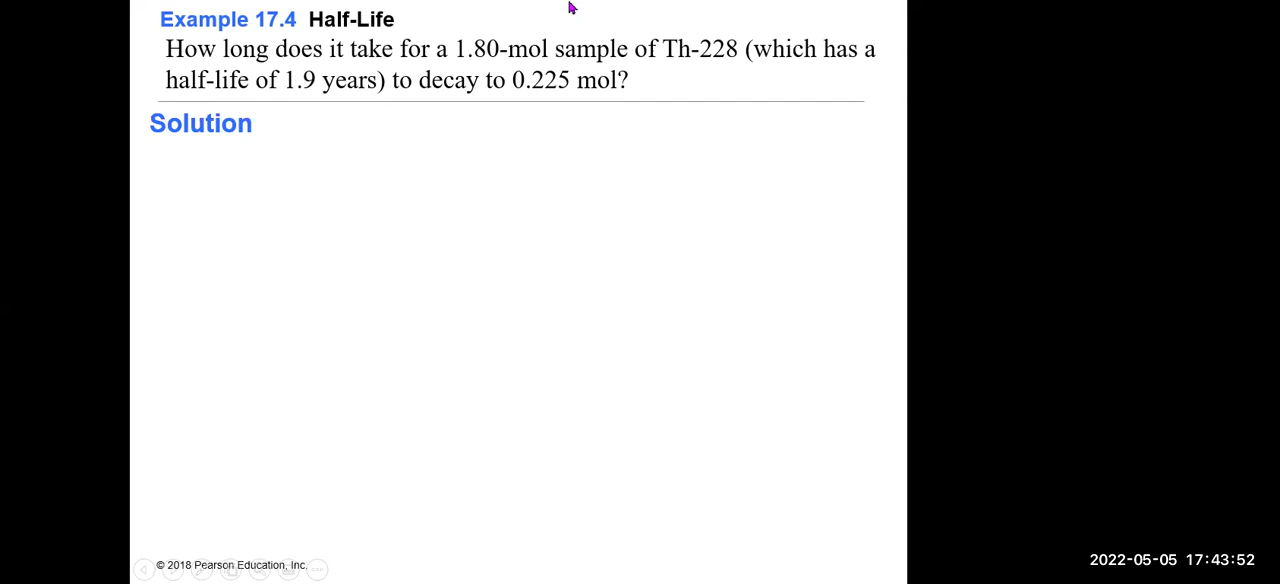 Example 17.4 Half-Life
How long does it take for a 1.80-mol sample of Th-228 (which has a
half-life of 1.9 years) to decay to 0.225 mol?
Solution
© 2018 Pearson Education, Inc.
2022-05-05 17:43:52